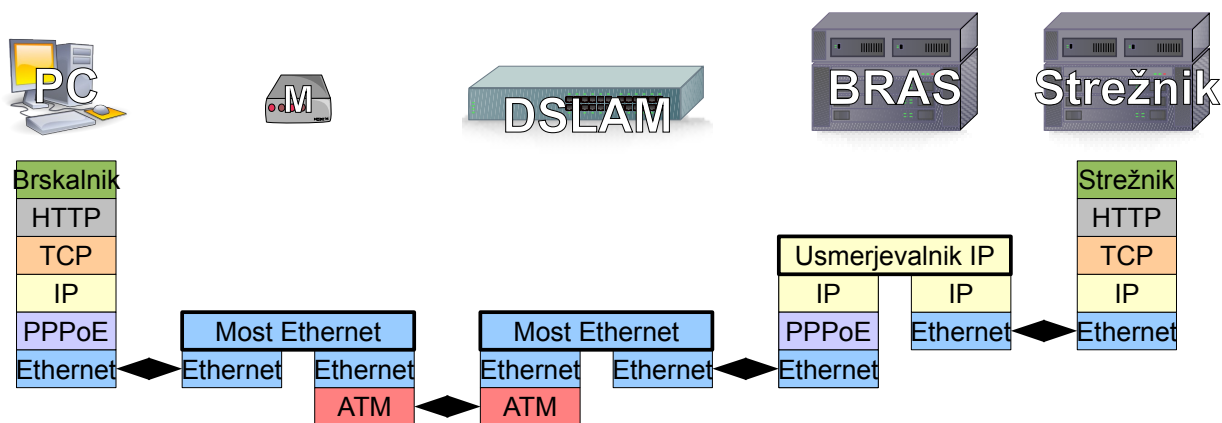 PC
M
DSLAM
BRAS
Strežnik
Brskalnik
HTTP
TCP
IP
PPPoE
Ethernet
Most Ethernet
Ethernet
Ethernet
ATM
Most Ethernet
Ethernet
ATM
Ethernet
Usmerjevalnik IP
IP
PPPoE
Ethernet
IP
Ethernet
Strežnik
HTTP
TCP
IP
Ethernet